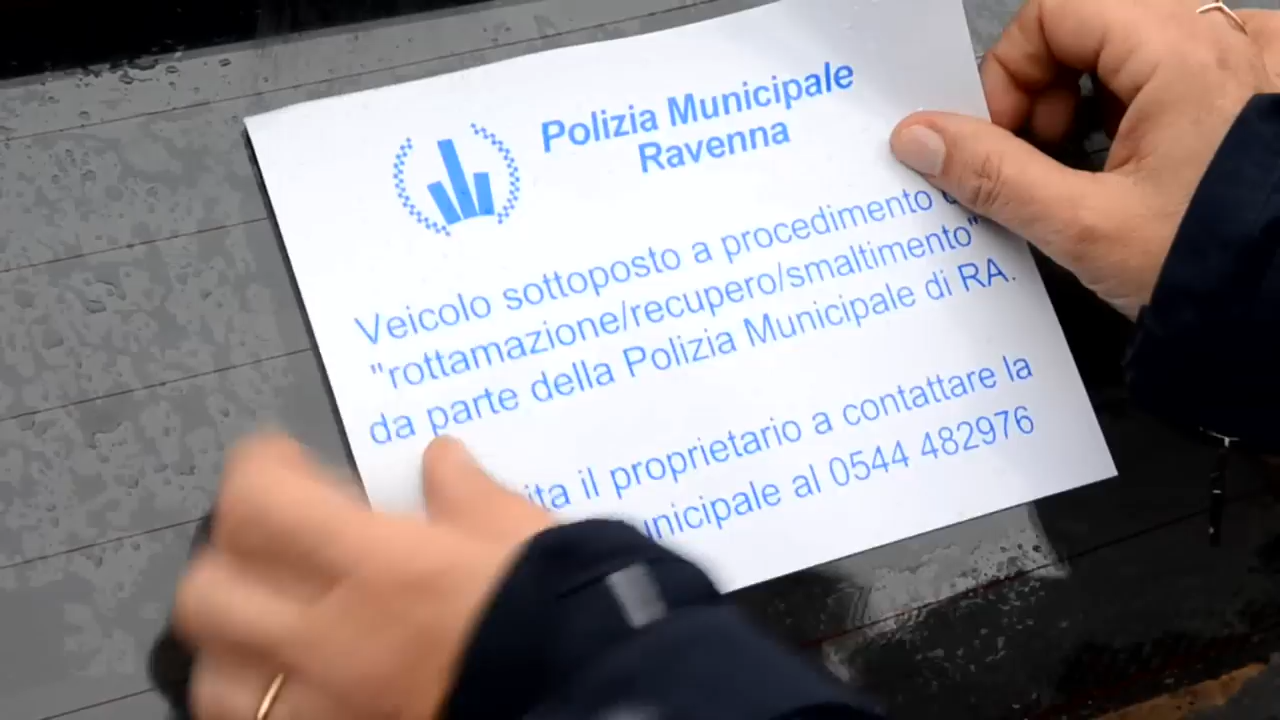 Polizia Municipale
Ravenna
Veicolo sottoposto a procedimento
"rottamazione/recupero/smaltimento"
da parte della Polizia Municipale di RA.
il proprietario a contattare la
al 0544 482976